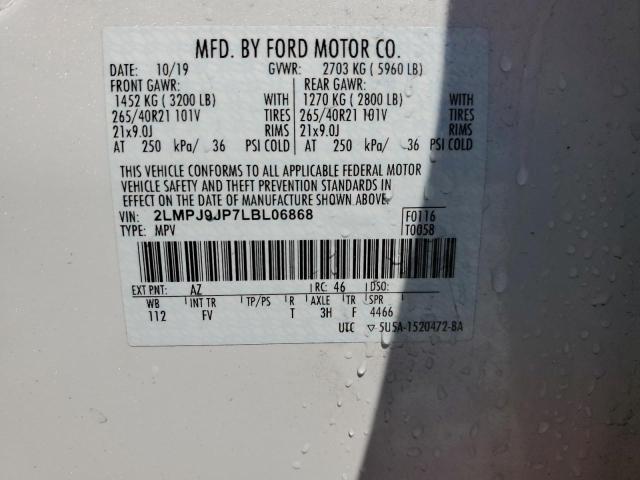 MFD. BY FORD MOTOR CO.
DATE: 10/19 GVWR: 2703 KG ( 5960 LB)
FRONT GAWR: REAR GAWR:
1452 KG ( 3200 LB) WITH 1270 KG ( 2800 LB) WITH
265/40R21 101V TIRES 265/40R21 101V TIRES
21x9.0J RIMS 21x9.0J RIMS
AT 250 kPa/ 36 PSI COLD AT 250 kPa/ 36 PSI COLD
THIS VEHICLE CONFORMS TO ALL APPLICABLE FEDERAL MOTOR
VEHICLE SAFETY AND THEFT PREVENTION STANDARDS IN
EFFECT ON THE DATE OF MANUFACTURE SHOWN ABOVE.
VIN: 2LMPJ9JP7LBL06868 F0116
TYPE: MPV T0058
EXT PNT: AZ RC: 46 DSO:
WB INT TR TP/PS R AXLE TR SPR
112 FV T 3H F 4466
UTC ▽ 5U5A-1520472-BA